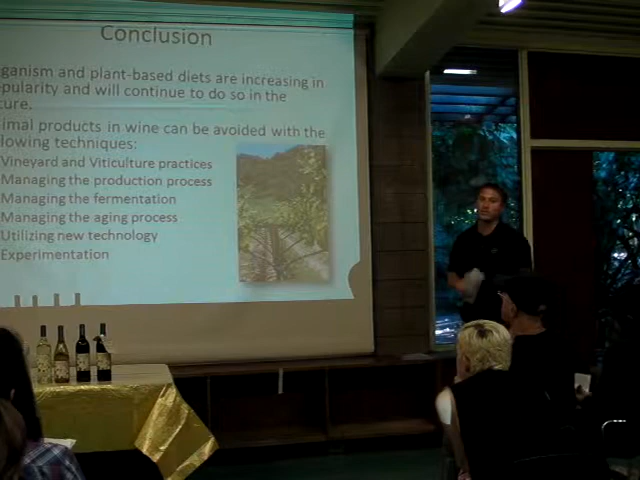 Conclusion
ganism and plant-based diets are increasing in
pularity and will continue to do so in the
ture.
imal products in wine can be avoided with the
lowing techniques:
Vineyard and Viticulture practices
Managing the production process
Managing the fermentation
Managing the aging process
Utilizing new technology
Experimentation